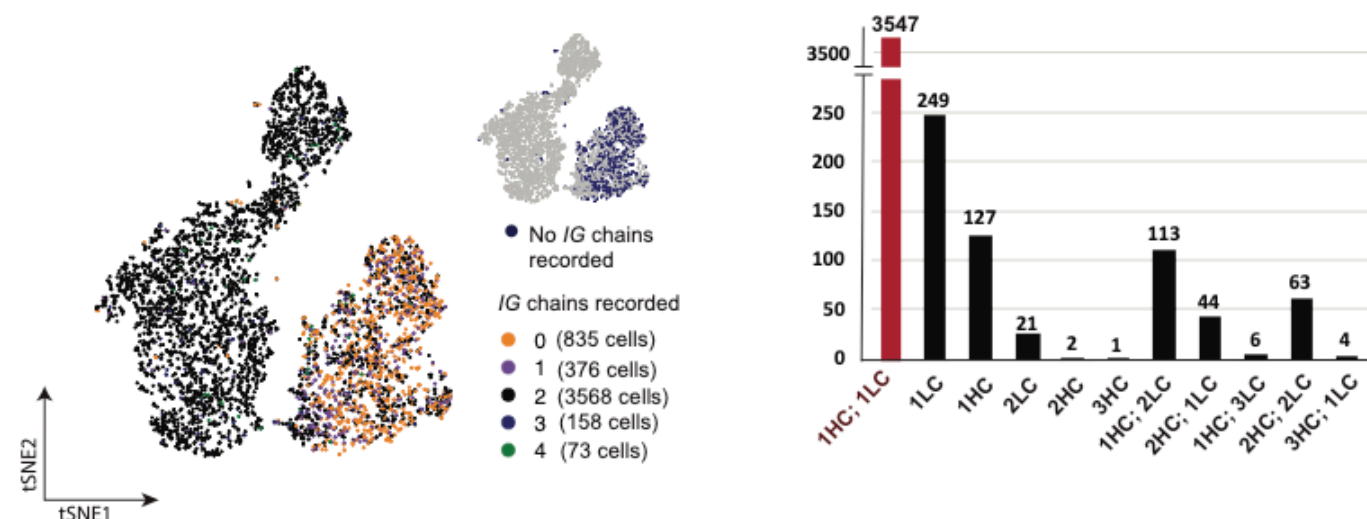 tSNE2
tSNE1
No IG chains
recorded
IG chains recorded
0 (835 cells)
1 (376 cells)
2 (3568 cells)
3 (158 cells)
4 (73 cells)
3500
250
200
150
100
50
0
3547
249
127
21
2
1
113
44
6
63
4
1HC; 1LC
1LC
1HC
2LC
2HC
3HC
1HC; 2LC
2HC; 1LC
1HC; 3LC
2HC; 2LC
3HC; 1LC